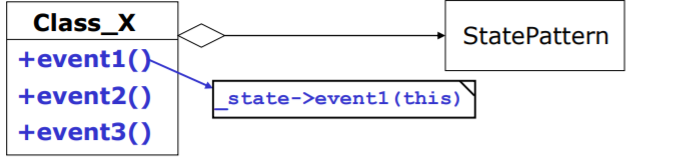 Class_X
StatePattern
+event1()
+event2()
_state->event1(this)
+event3()